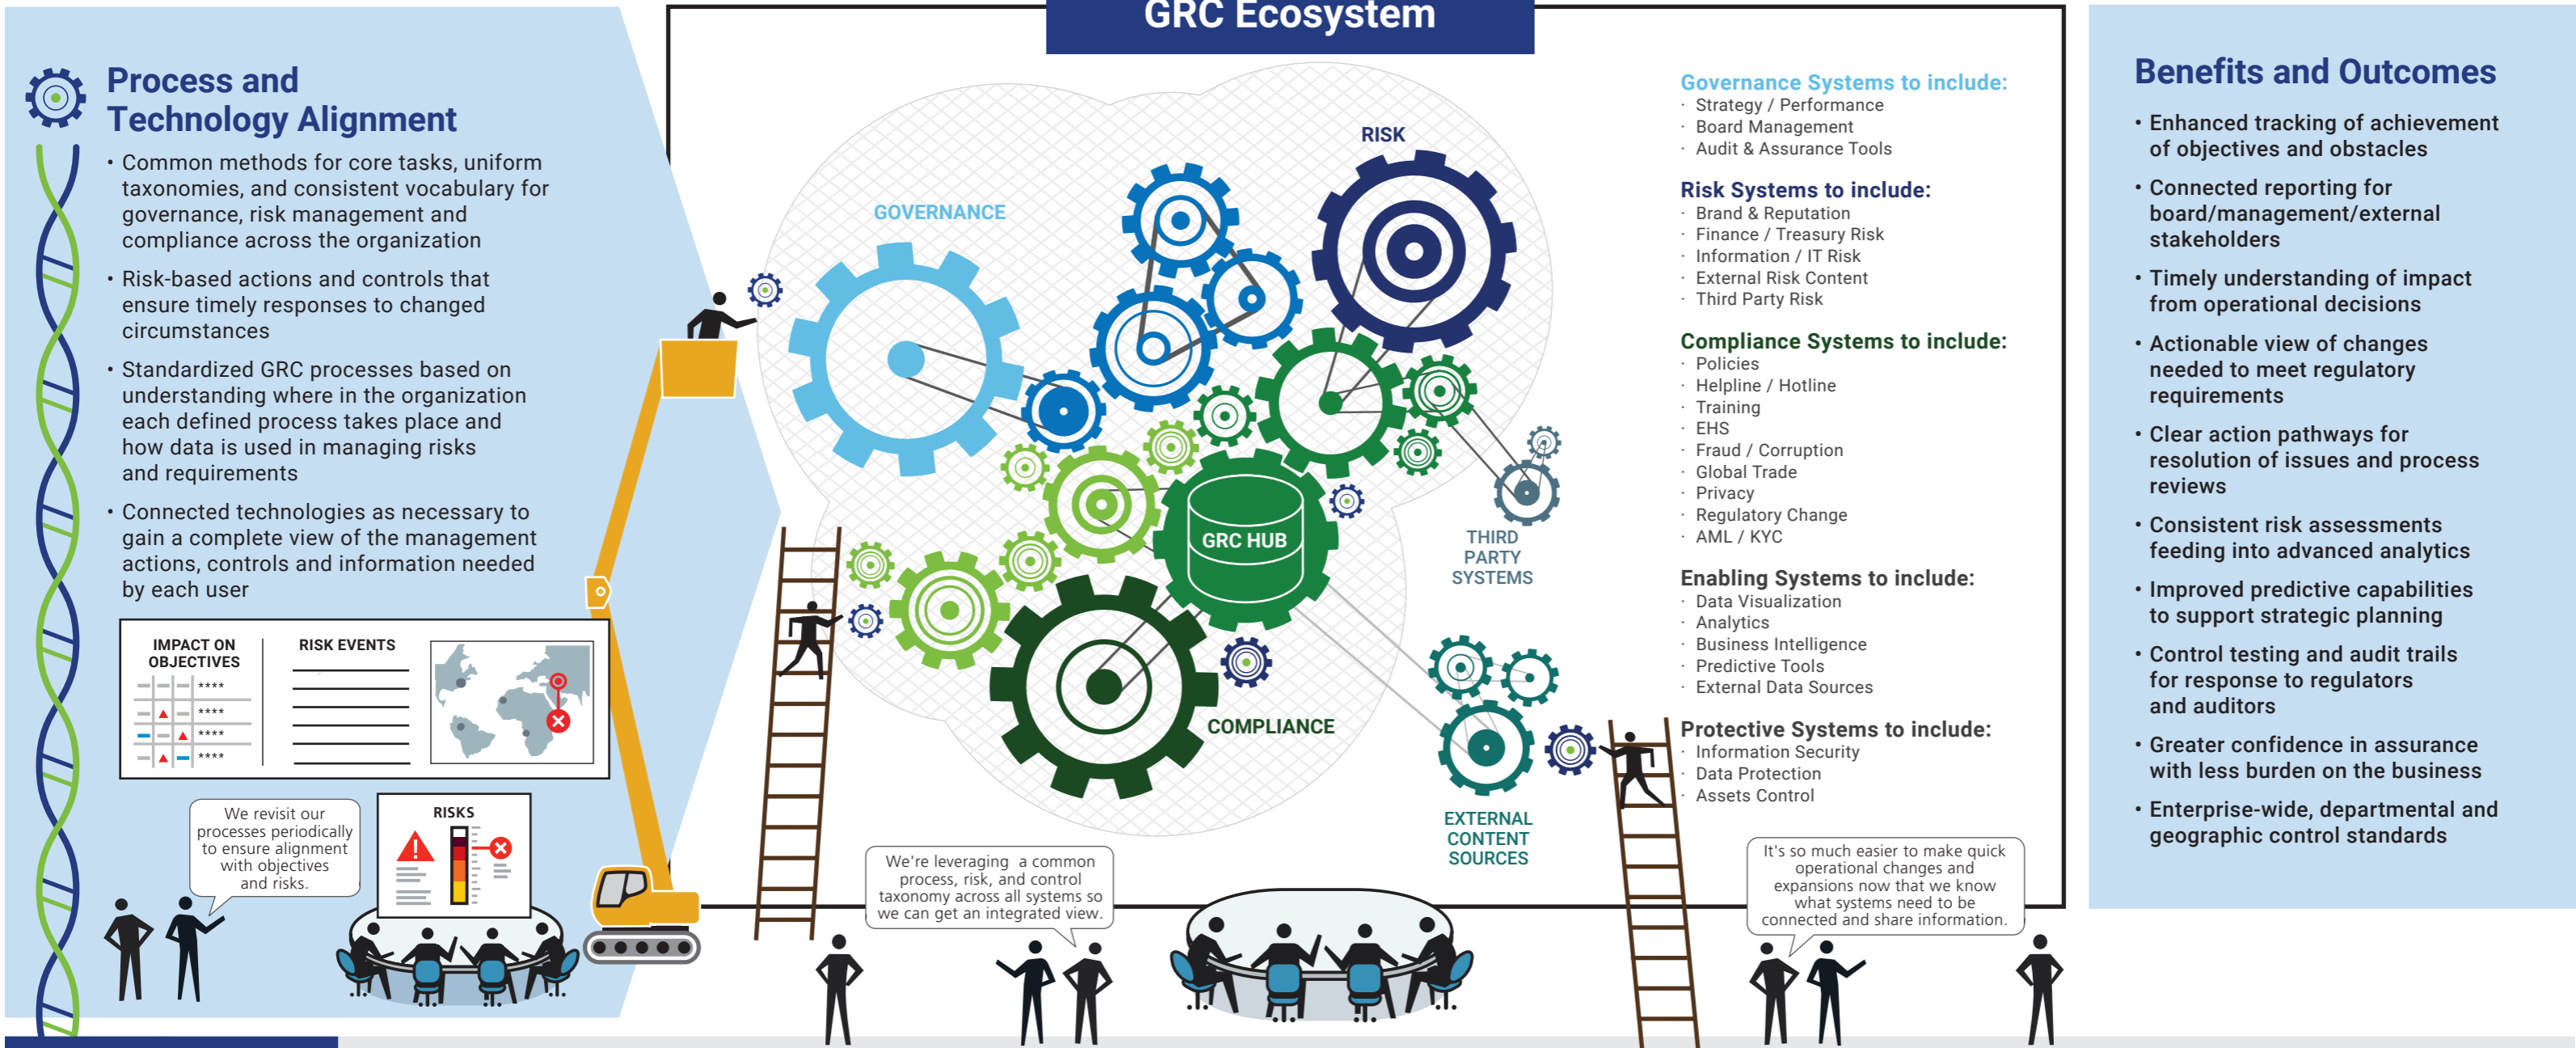 GRC Ecosystem
Process and
Technology Alignment
• Common methods for core tasks, uniform
taxonomies, and consistent vocabulary for
governance, risk management and
compliance across the organization
• Risk-based actions and controls that
ensure timely responses to changed
circumstances
• Standardized GRC processes based on
understanding where in the organization
each defined process takes place and
how data is used in managing risks
and requirements
• Connected technologies as necessary to
gain a complete view of the management
actions, controls and information needed
by each user
IMPACT ON
OBJECTIVES
****
****
****
****
RISK EVENTS
We revisit our
processes periodically
to ensure alignment
with objectives
and risks.
RISKS
GOVERNANCE
RISK
GRC HUB
THIRD
PARTY
SYSTEMS
COMPLIANCE
EXTERNAL
CONTENT
SOURCES
We're leveraging a common
process, risk, and control
taxonomy across all systems so
we can get an integrated view.
Governance Systems to include:
· Strategy / Performance
· Board Management
· Audit & Assurance Tools
Risk Systems to include:
· Brand & Reputation
· Finance / Treasury Risk
· Information / IT Risk
· External Risk Content
· Third Party Risk
Compliance Systems to include:
· Policies
· Helpline / Hotline
· Training
· EHS
· Fraud / Corruption
· Global Trade
· Privacy
· Regulatory Change
· AML / KYC
Enabling Systems to include:
· Data Visualization
· Analytics
· Business Intelligence
· Predictive Tools
· External Data Sources
Protective Systems to include:
· Information Security
· Data Protection
· Assets Control
It's so much easier to make quick
operational changes and
expansions now that we know
what systems need to be
connected and share information.
Benefits and Outcomes
• Enhanced tracking of achievement
of objectives and obstacles
• Connected reporting for
board/management/external
stakeholders
• Timely understanding of impact
from operational decisions
• Actionable view of changes
needed to meet regulatory
requirements
• Clear action pathways for
resolution of issues and process
reviews
• Consistent risk assessments
feeding into advanced analytics
• Improved predictive capabilities
to support strategic planning
• Control testing and audit trails
for response to regulators
and auditors
• Greater confidence in assurance
with less burden on the business
• Enterprise-wide, departmental and
geographic control standards